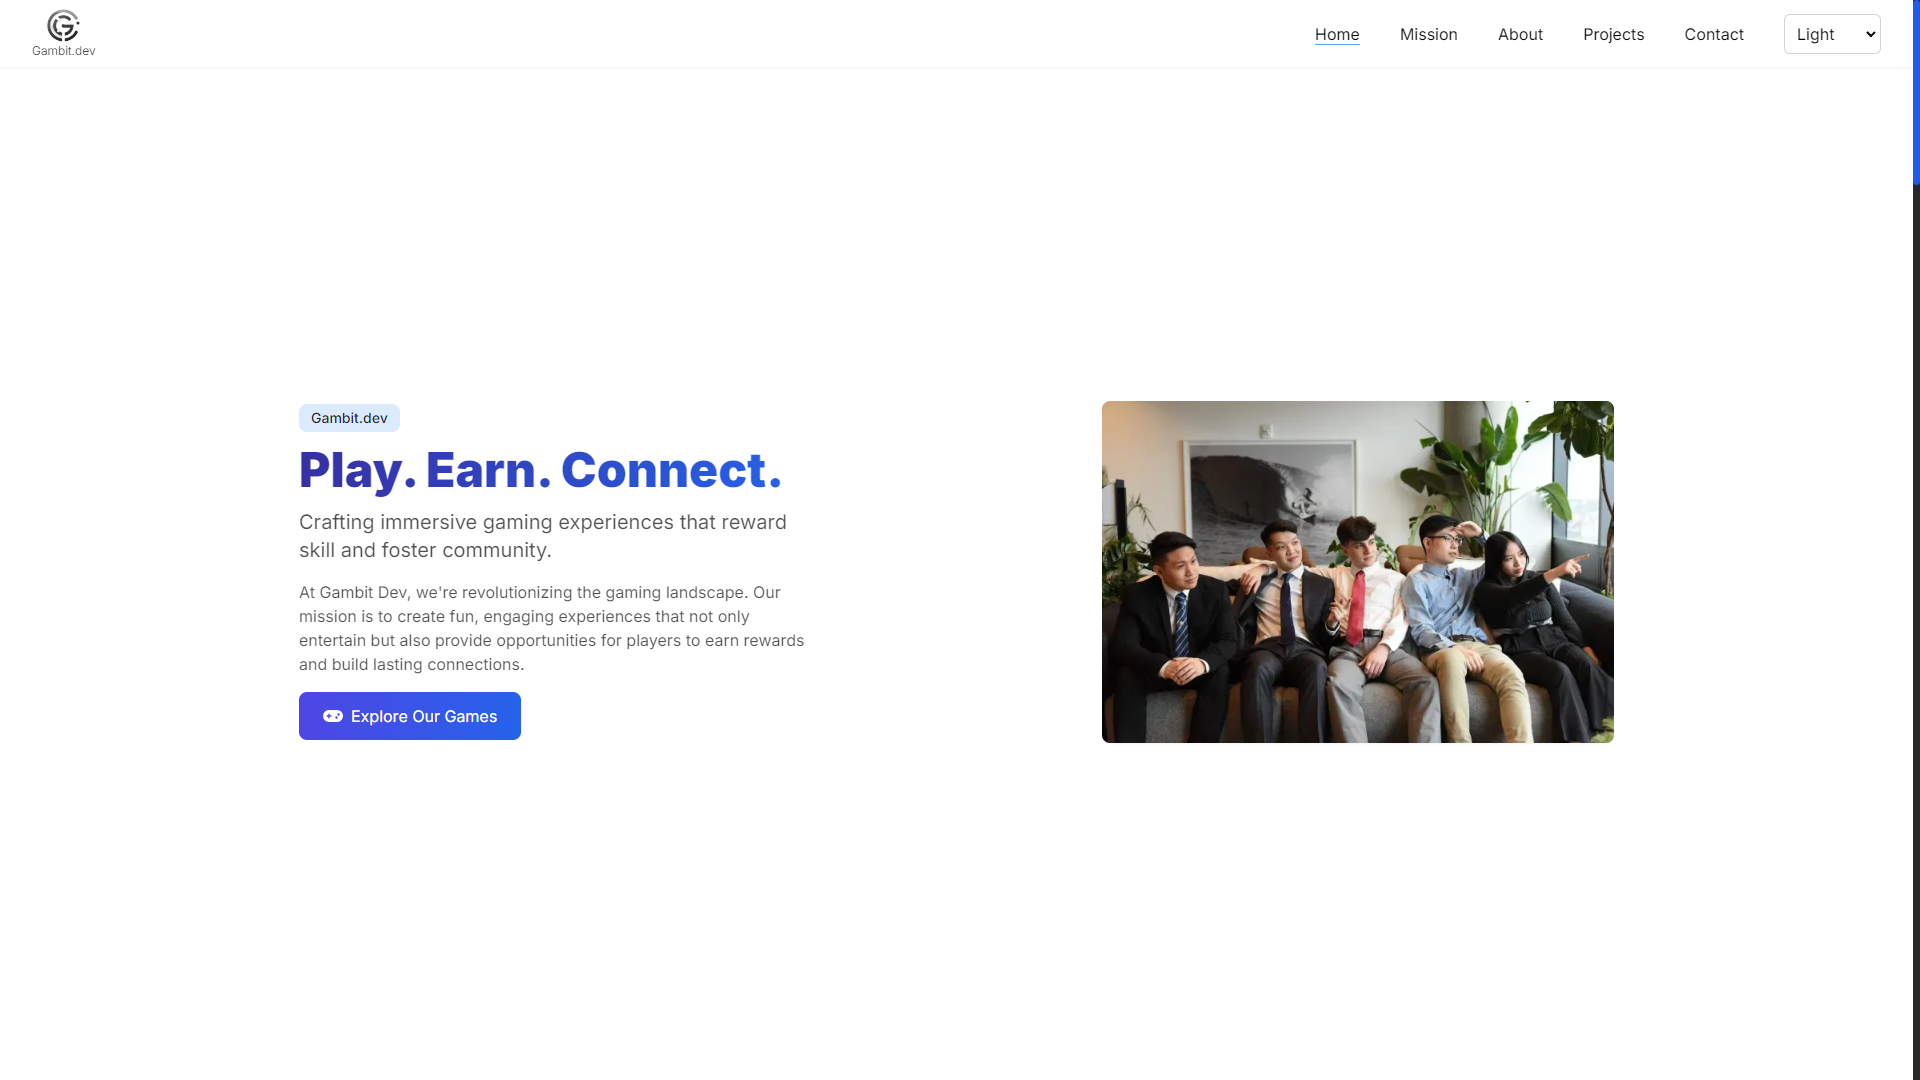 Gambit.dev
Home
Mission
About
Projects
Contact
Light
Gambit.dev
Play. Earn. Connect.
Crafting immersive gaming experiences that reward
skill and foster community.
At Gambit Dev, we're revolutionizing the gaming landscape. Our
mission is to create fun, engaging experiences that not only
entertain but also provide opportunities for players to earn rewards
and build lasting connections.
Explore Our Games